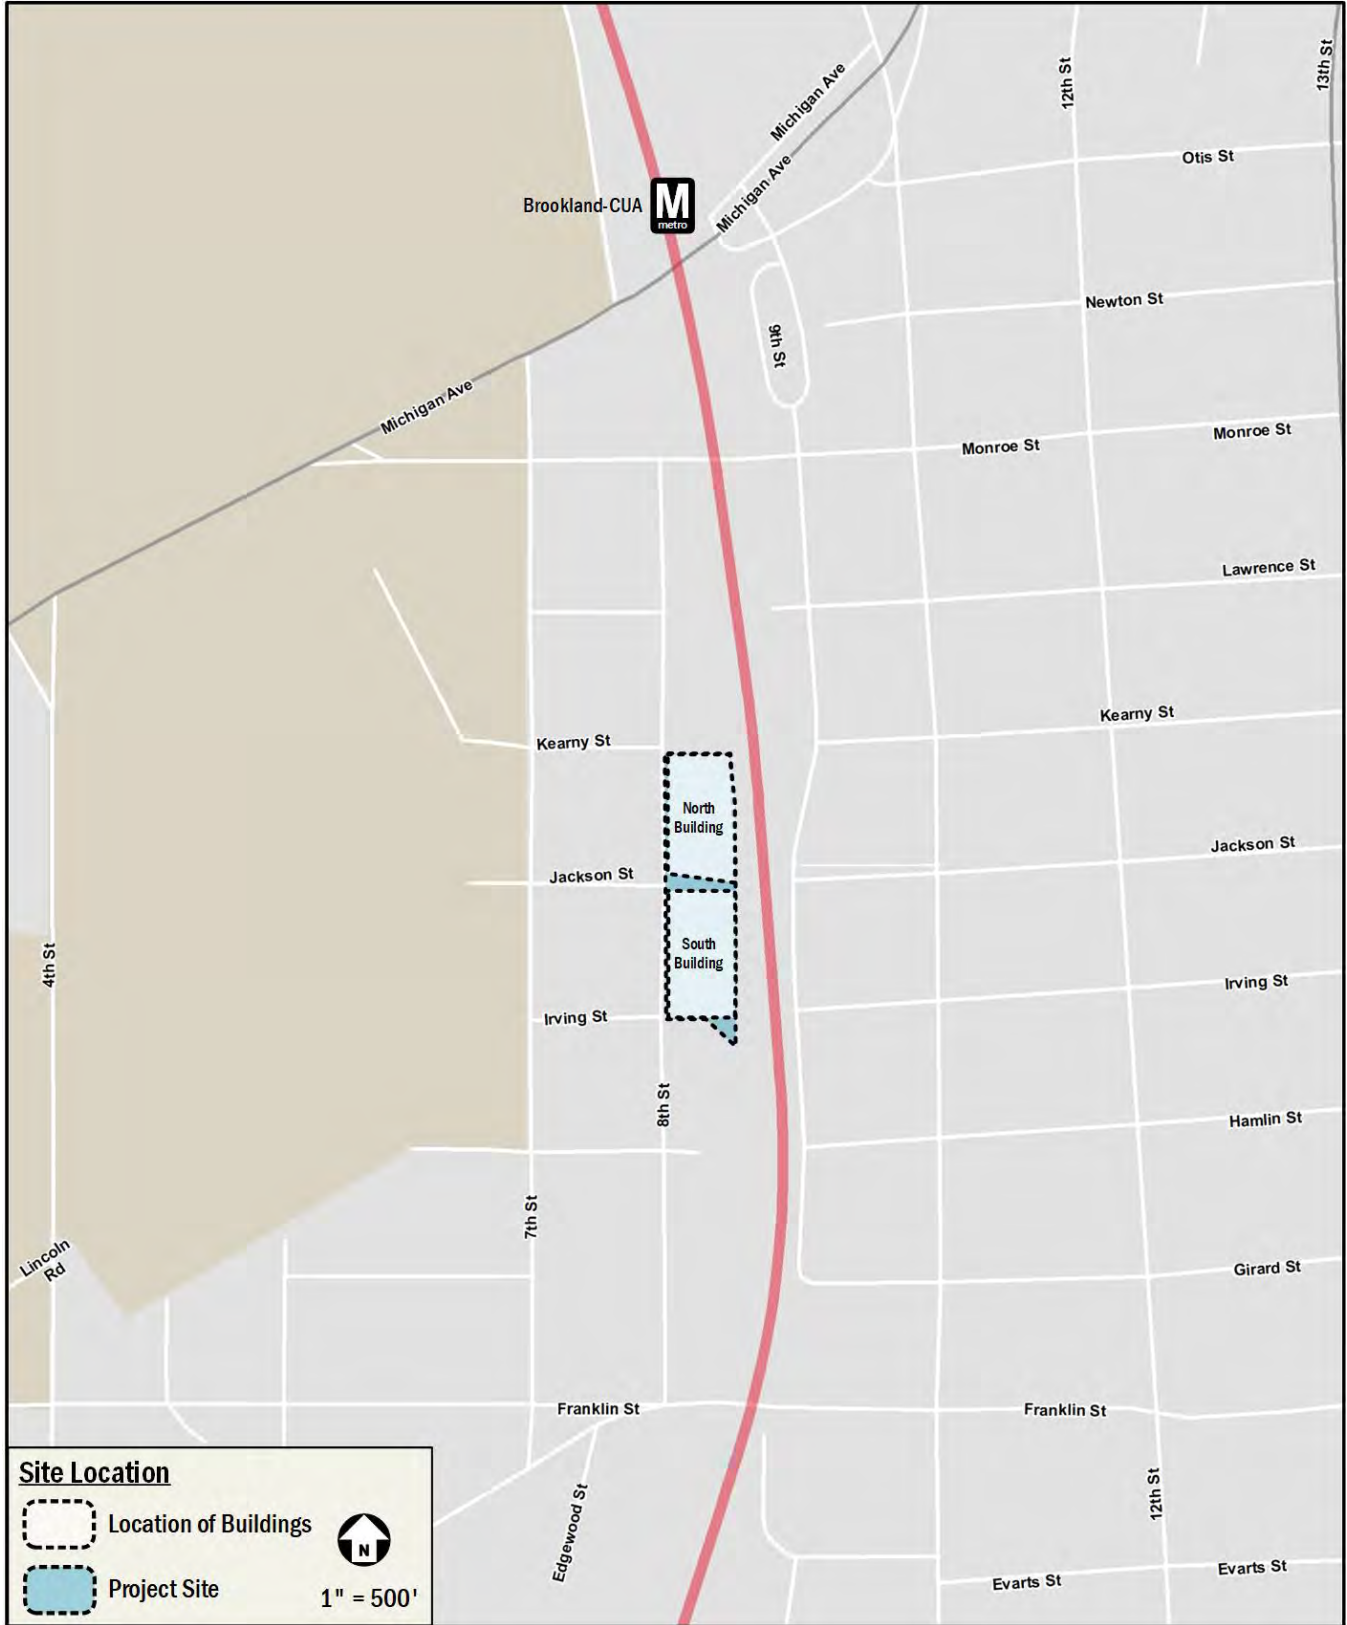 12th St
13th St
Michigan Ave
Otis St
Michigan Ave
Brookland-CUA
M
metro
Newton St
9th St
Michigan Ave
Monroe St
Monroe St
Lawrence St
Kearny St
Kearny St
North
Building
Jackson St
Jackson St
South
Building
4th St
Irving St
Irving St
8th St
Hamlin St
7th St
Lincoln
Rd
Girard St
Franklin St
Franklin St
Edgewood St
12th St
Evarts St
Evarts St
Site Location
Location of Buildings
N
Project Site
1" = 500'